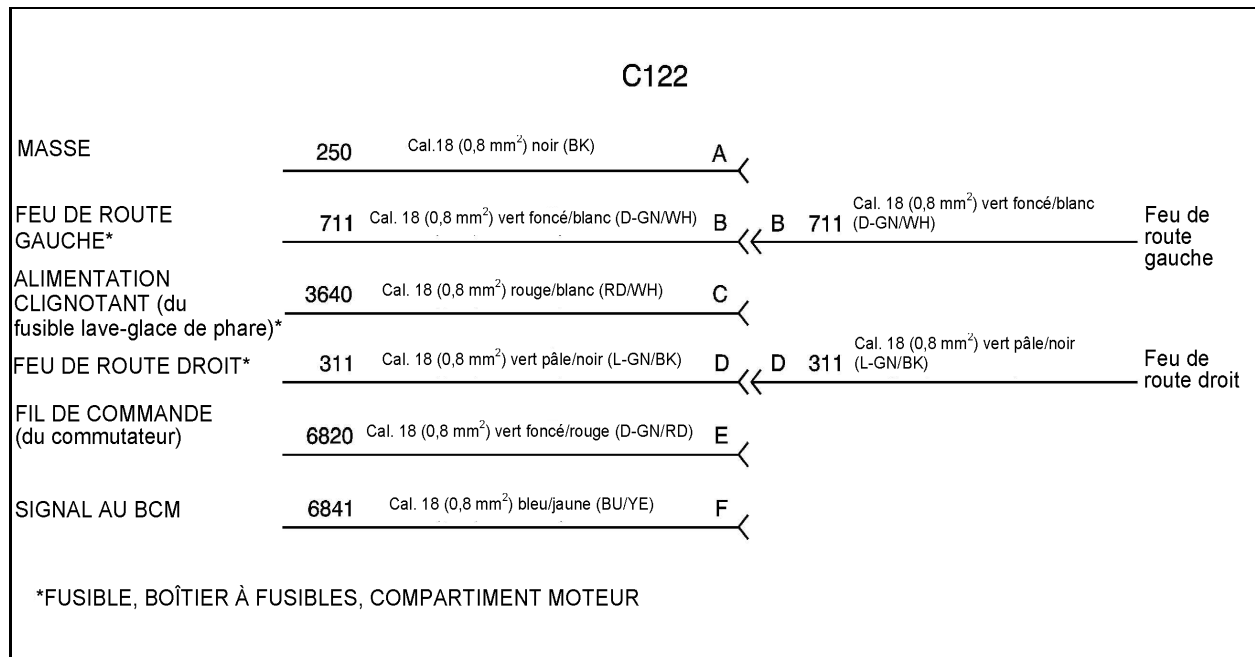 C122
MASSE
250 Cal.18 (0,8 mm²) noir (BK) A
FEU DE ROUTE
GAUCHE*
711 Cal. 18 (0,8 mm²) vert foncé/blanc (D-GN/WH) B
B 711 Cal. 18 (0,8 mm²) vert foncé/blanc
(D-GN/WH)
Feu de
route
gauche
ALIMENTATION
CLIGNOTANT (du
fusible lave-glace de phare)*
3640 Cal. 18 (0,8 mm²) rouge/blanc (RD/WH) C
FEU DE ROUTE DROIT*
311 Cal. 18 (0,8 mm²) vert pâle/noir (L-GN/BK) D
D 311 Cal. 18 (0,8 mm²) vert pâle/noir
(L-GN/BK)
Feu de
route droit
FIL DE COMMANDE
(du commutateur)
6820 Cal. 18 (0,8 mm²) vert foncé/rouge (D-GN/RD) E
SIGNAL AU BCM
6841 Cal. 18 (0,8 mm²) bleu/jaune (BU/YE) F
*FUSIBLE, BOÎTIER À FUSIBLES, COMPARTIMENT MOTEUR